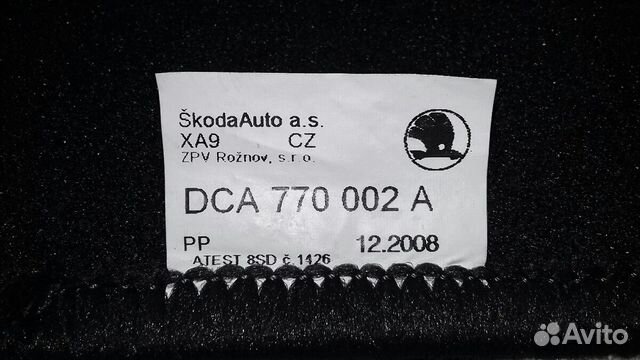 ŠkodaAuto a.s.
XA9 CZ
ZPV Rožnov, s.r.o.
DCA 770 002 A
PP 12.2008
ATEST 8SD č.1426
Avito